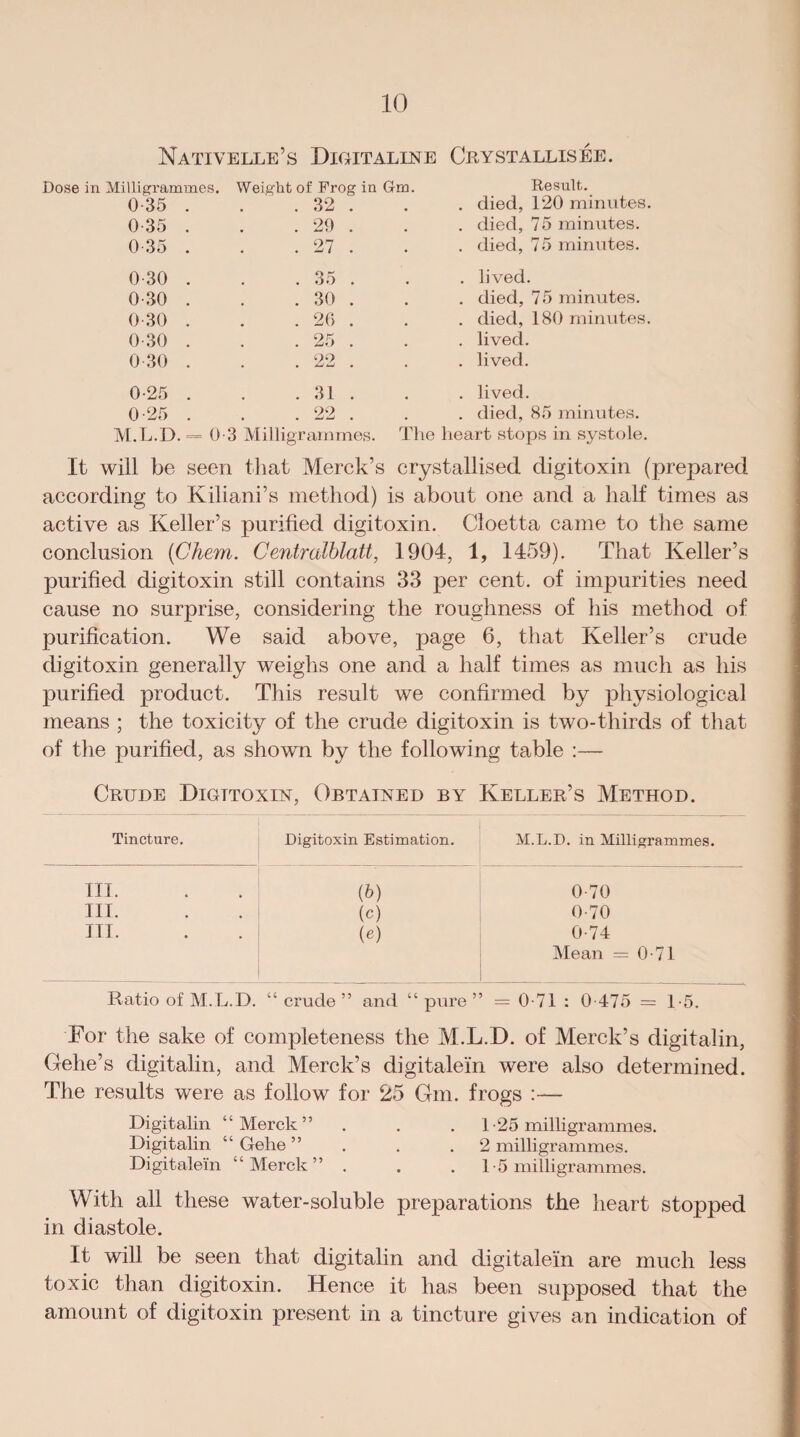 10
Nativelle’s Digitaline Crystallisée.
Dose in Milligrammes. Weight of Frog in Gm. Result.
0·35 . . . 32 . . . died, 120 minutes.
0·35 . . . 29 . . . died, 75 minutes.
0·35 . . . 27 . . . died, 75 minutes.
0·30 . . . 35 . . . lived.
0·30 . . . 30 . . . died, 75 minutes.
0·30 . . . 26 . . . died, 180 minutes.
0·30 . . . 25 . . . lived.
0·30 . . . 22 . . . lived.
0·25 . . . 31 . . . lived.
0·25 . . . 22 . . . died, 85 minutes.
M.L.D. = 0·3 Milligrammes. The heart stops in systole.
It will be seen that Merck’s crystallised digitoxin (prepared
according to Kiliani’s method) is about one and a half times as
active as Keller’s purified digitoxin. Cloetta came to the same
conclusion (Chem. Centralblatt, 1904, 1, 1459). That Keller’s
purified digitoxin still contains 33 per cent. of impurities need
cause no surprise, considering the roughness of his method of
purification. We said above, page 6, that Keller’s crude
digitoxin generally weighs one and a half times as much as his
purified product. This result we confirmed by physiological
means ; the toxicity of the crude digitoxin is two-thirds of that
of the purified, as shown by the following table :—
Crude Digitoxin, Obtained by Keller’s Method.
Tincture. Digitoxin Estimation. M.L.D. in Milligrammes.
III. . . (b) 0·70
III. . . (c) 0·70
III. . . (e) 0·74
Mean = 0·71
Ratio of M.L.D. “ crude ” and “ pure ” = 0·71 : 0·475 = 1·5.
For the sake of completeness the M.L.D. of Merck’s digitalin,
Gehe’s digitalin, and Merck’s digitaleïn were also determined.
The results were as follow for 25 Gm. frogs :—
Digitalin “ Merck ” . . . 1·25 milligrammes.
Digitalin “ Gehe ” . . . 2 milligrammes.
Digitaleïn “ Merck ” . . . 1·5 milligrammes.
With all these water-soluble preparations the heart stopped
in diastole.
It will be seen that digitalin and digitaleïn are much less
toxic than digitoxin. Hence it has been supposed that the
amount of digitoxin present in a tincture gives an indication of